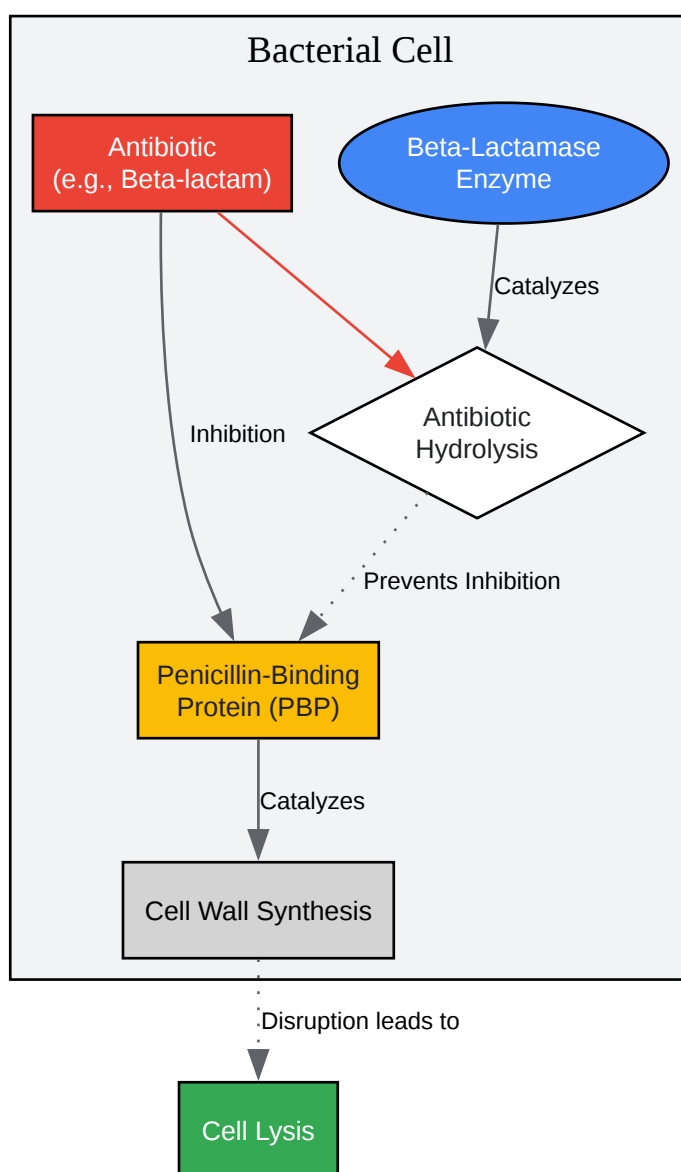 Bacterial Cell
Antibiotic
(e.g., Beta-lactam)
Beta-Lactamase
Enzyme
Catalyzes
Antibiotic
Hydrolysis
Inhibition
Prevents Inhibition
Penicillin-Binding
Protein (PBP)
Catalyzes
Cell Wall Synthesis
Disruption leads to
Cell Lysis